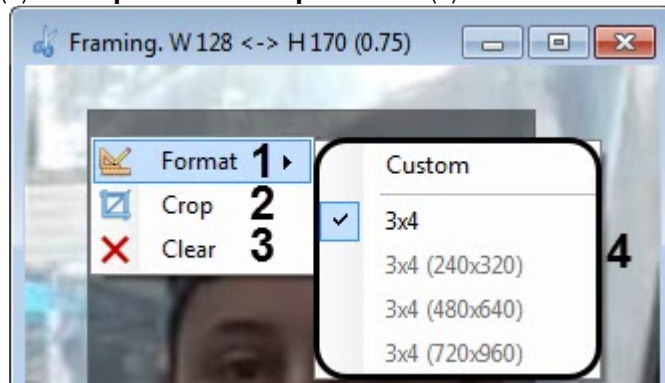 Framing. W 128 <-> H 170 (0.75)
Format 1
Crop 2
Clear 3
Custom
3x4
3x4 (240x320)
3x4 (480x640)
3x4 (720x960)
4